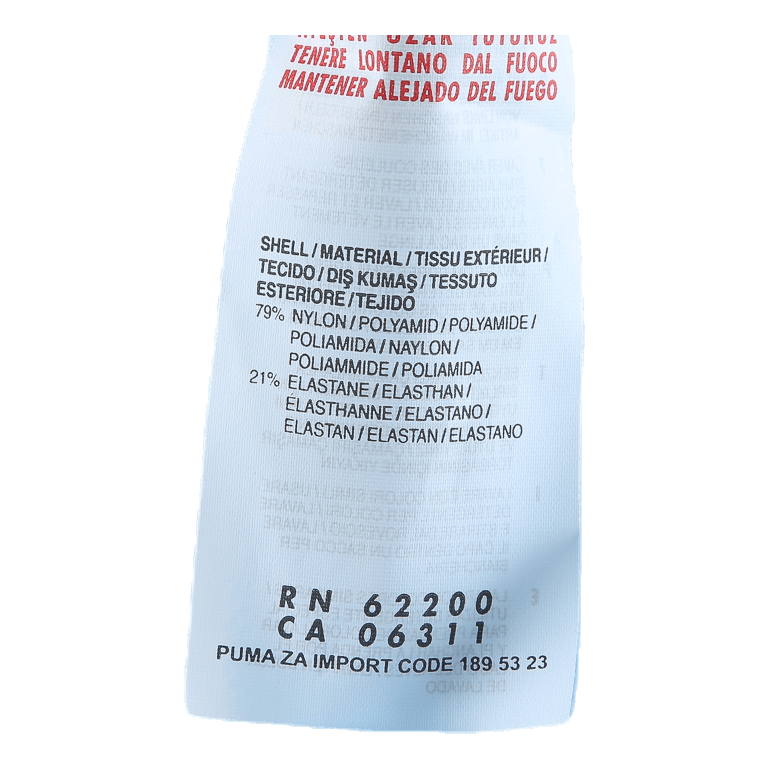 UZAK TUTUNUZ
TENERE LONTANO DAL FUOCO
MANTENER ALEJADO DEL FUEGO
SHELL / MATERIAL / TISSU EXTÉRIEUR /
TECIDO / DIŞ KUMAŞ / TESSUTO
ESTERIORE / TEJIDO
79% NYLON / POLYAMID / POLYAMIDE /
POLIAMIDA / NAYLON /
POLIAMMIDE / POLIAMIDA
21% ELASTANE / ELASTHAN /
ÉLASTHANNE / ELASTANO /
ELASTAN / ELASTAN / ELASTANO
RN 62200
CA 06311
PUMA ZA IMPORT CODE 189 53 23